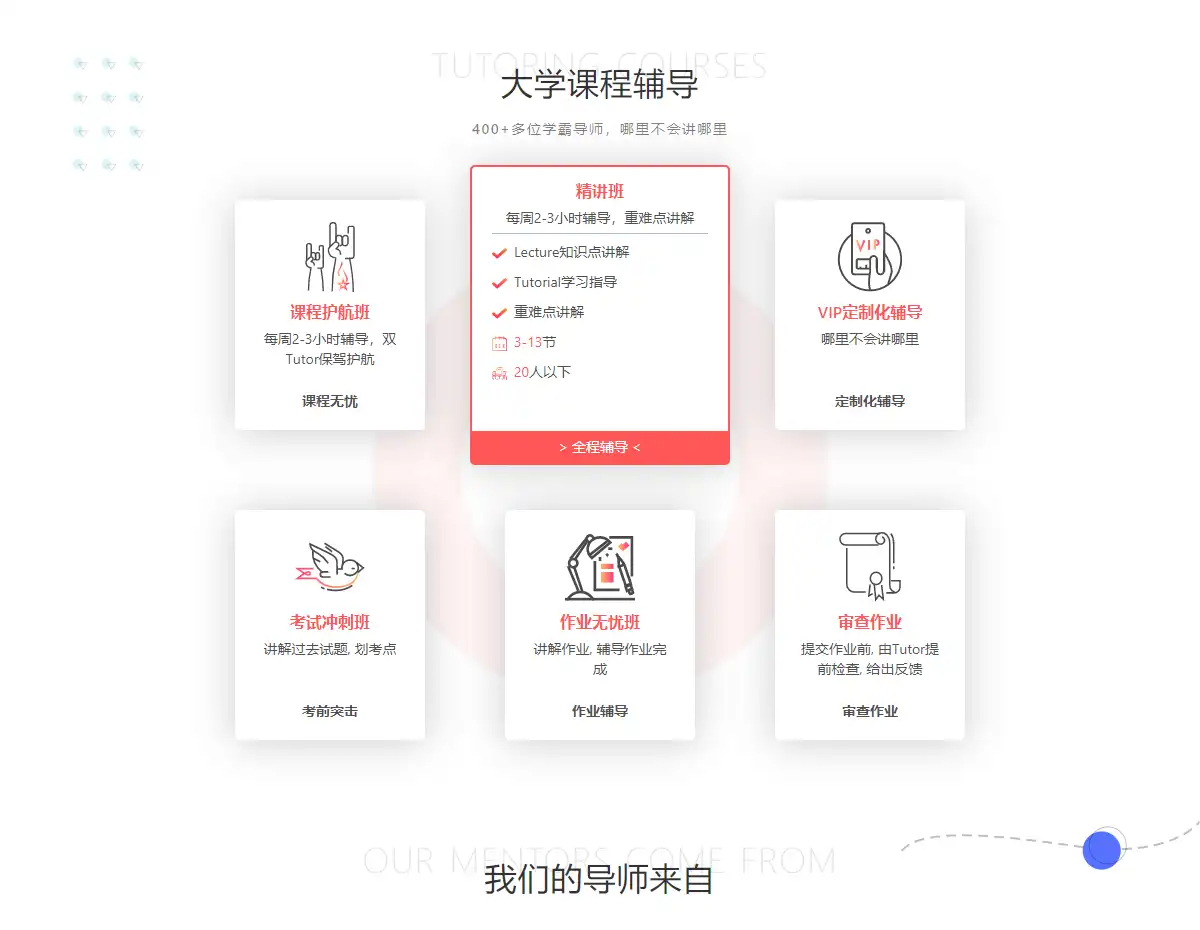 TUTORING COURSES
大学课程辅导
400+多位学霸导师，哪里不会讲哪里
课程护航班
每周2-3小时辅导，双
Tutor保驾护航
课程无忧
精讲班
每周2-3小时辅导，重难点讲解
Lecture知识点讲解
Tutorial学习指导
重难点讲解
3-13节
20人以下
> 全程辅导 <
VIP
VIP定制化辅导
哪里不会讲哪里
定制化辅导
考试冲刺班
讲解过去试题, 划考点
考前突击
作业无忧班
讲解作业, 辅导作业完
成
作业辅导
审查作业
提交作业前, 由Tutor提
前检查, 给出反馈
审查作业
OUR MENTORS COME FROM
我们的导师来自